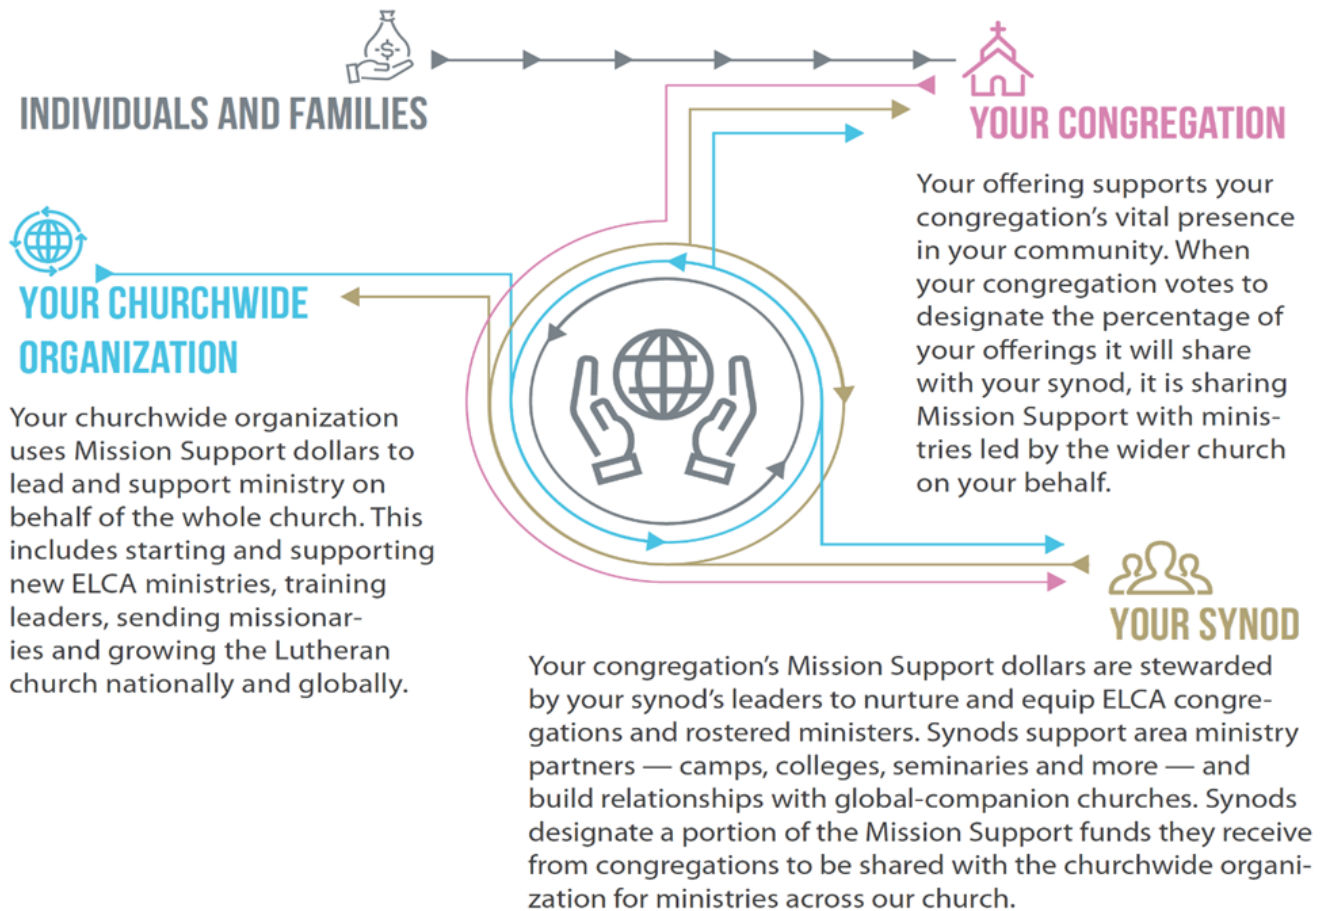 -$-
INDIVIDUALS AND FAMILIES
YOUR CONGREGATION
Your offering supports your
congregation's vital presence
in your community. When
your congregation votes to
designate the percentage of
your offerings it will share
with your synod, it is sharing
Mission Support with minis-
tries led by the wider church
on your behalf.
YOUR CHURCHWIDE
ORGANIZATION
Your churchwide organization
uses Mission Support dollars to
lead and support ministry on
behalf of the whole church. This
includes starting and supporting
new ELCA ministries, training
leaders, sending missionar-
ies and growing the Lutheran
church nationally and globally.
YOUR SYNOD
Your congregation's Mission Support dollars are stewarded
by your synod's leaders to nurture and equip ELCA congre-
gations and rostered ministers. Synods support area ministry
partners — camps, colleges, seminaries and more — and
build relationships with global-companion churches. Synods
designate a portion of the Mission Support funds they receive
from congregations to be shared with the churchwide organi-
zation for ministries across our church.